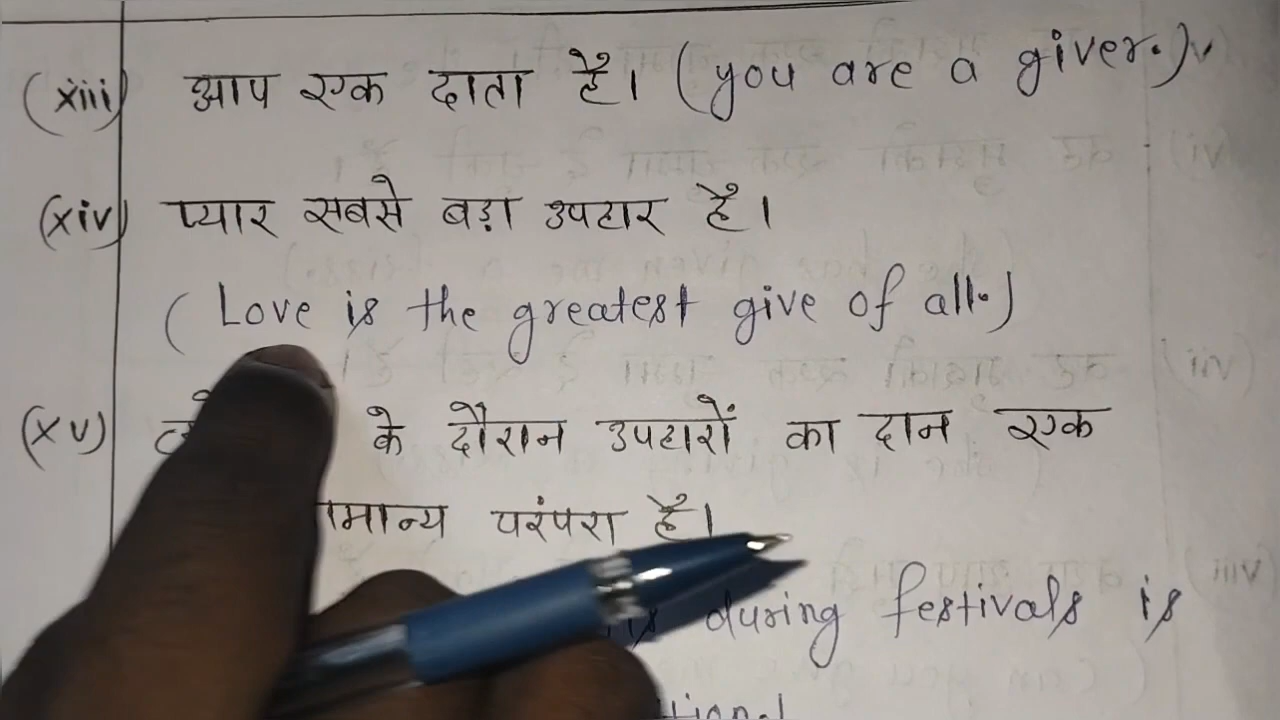 (xiii) आप एक दाता हैं। (you are a giver.)
(xiv) प्यार सबसे बड़ा उपहार है।
(Love is the greatest give of all.)
(xv) के दौरान उपहारों का दान एक
परंपरा है।
during festivals is